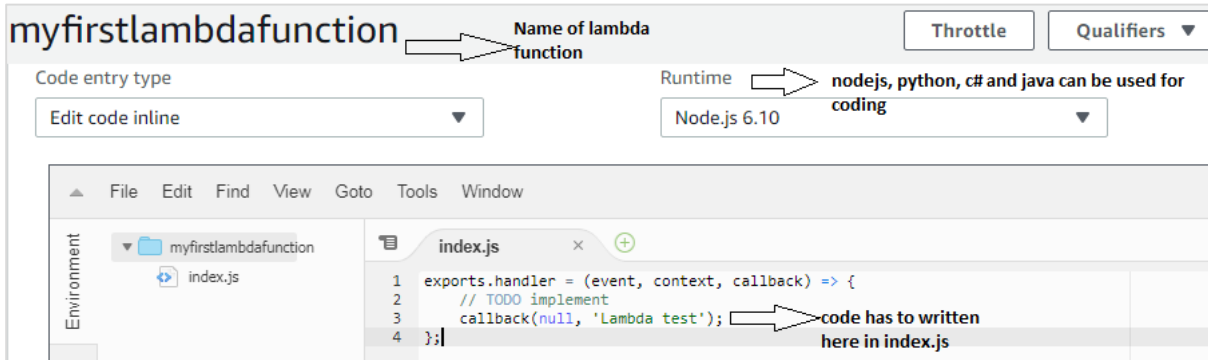 myfirstlambdafunction
Name of lambda
function
Throttle
Qualifiers
Code entry type
Runtime
nodejs, python, c# and java can be used for
coding
Edit code inline
Node.js 6.10
File Edit Find View Goto Tools Window
Environment
myfirstlambdafunction
index.js
index.js
1 exports.handler = (event, context, callback) => {
2 // TODO implement
3 callback(null, 'Lambda test');
4 };
code has to written
here in index.js